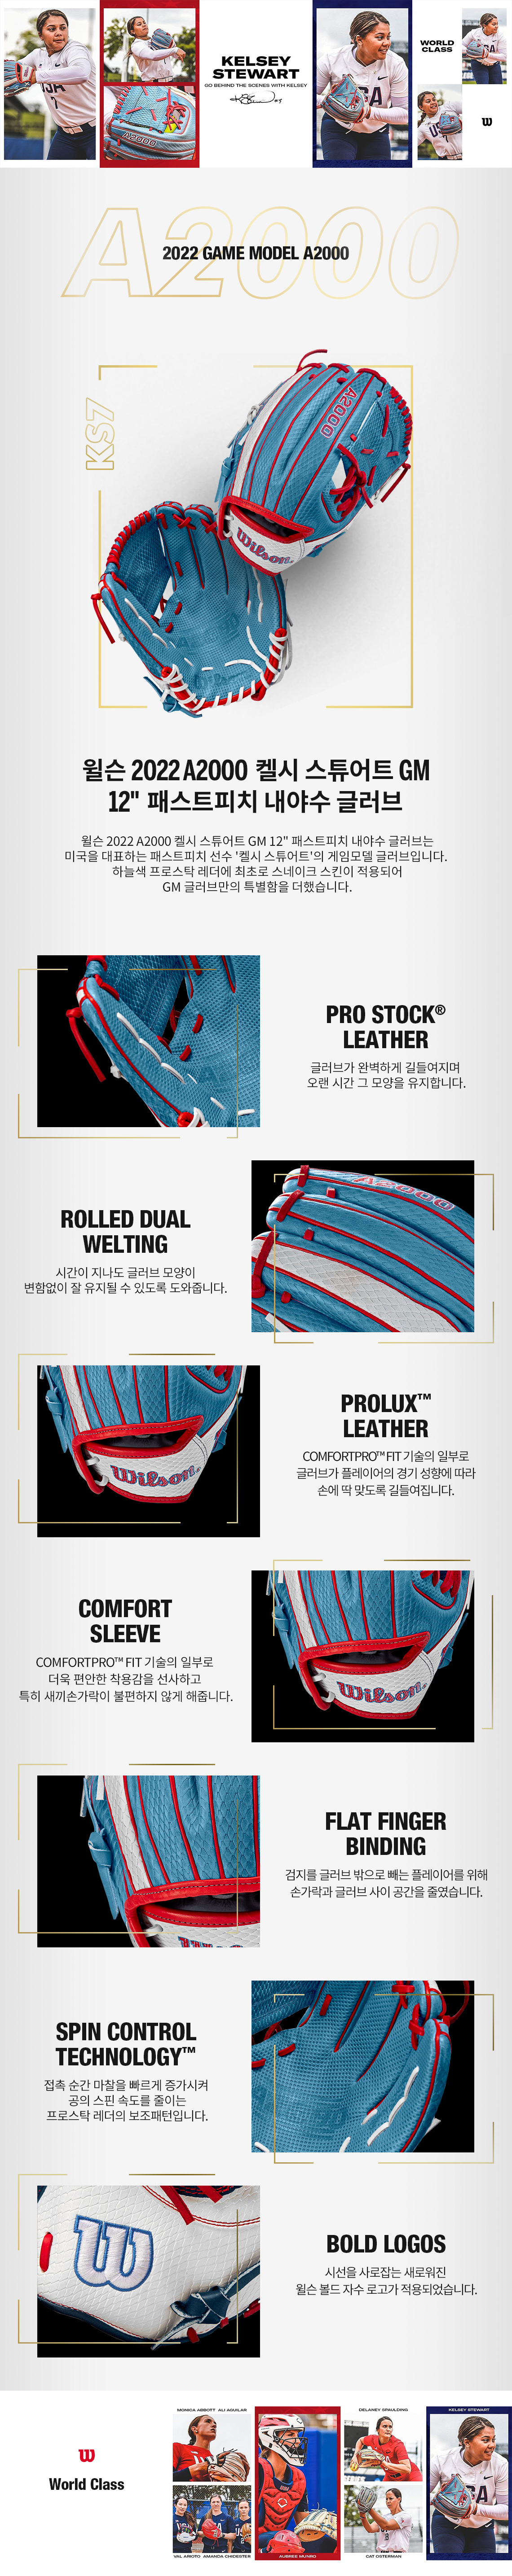 KELSEY
STEWART
GO BEHIND THE SCENES WITH KELSEY
WORLD
CLASS
A2000
2022 GAME MODEL A2000
KS7
A2000
Wilson
윌슨 2022 A2000 켈시 스튜어트 GM
12" 패스트피치 내야수 글러브
윌슨 2022 A2000 켈시 스튜어트 GM 12" 패스트피치 내야수 글러브는
미국을 대표하는 패스트피치 선수 '켈시 스튜어트'의 게임모델 글러브입니다.
하늘색 프로스탁 레더에 최초로 스네이크 스킨이 적용되어
GM 글러브만의 특별함을 더했습니다.
PRO STOCK®
LEATHER
글러브가 완벽하게 길들여지며
오랜 시간 그 모양을 유지합니다.
ROLLED DUAL
WELTING
시간이 지나도 글러브 모양이
변함없이 잘 유지될 수 있도록 도와줍니다.
A2000
PROLUX™
LEATHER
COMFORTPRO™ FIT 기술의 일부로
글러브가 플레이어의 경기 성향에 따라
손에 딱 맞도록 길들여집니다.
Wilson
COMFORT
SLEEVE
COMFORTPRO™ FIT 기술의 일부로
더욱 편안한 착용감을 선사하고
특히 새끼손가락이 불편하지 않게 해줍니다.
Wilson
FLAT FINGER
BINDING
검지를 글러브 밖으로 빼는 플레이어를 위해
손가락과 글러브 사이 공간을 줄였습니다.
SPIN CONTROL
TECHNOLOGY™
접촉 순간 마찰을 빠르게 증가시켜
공의 스핀 속도를 줄이는
프로스탁 레더의 보조패턴입니다.
BOLD LOGOS
시선을 사로잡는 새로워진
윌슨 볼드 자수 로고가 적용되었습니다.
World Class
MONICA ABBOTT ALI AGUILAR
DELANEY SPAULDING
KELSEY STEWART
VAL ARIOTO AMANDA CHIDESTER
AUBREE MUNRO
CAT OSTERMAN